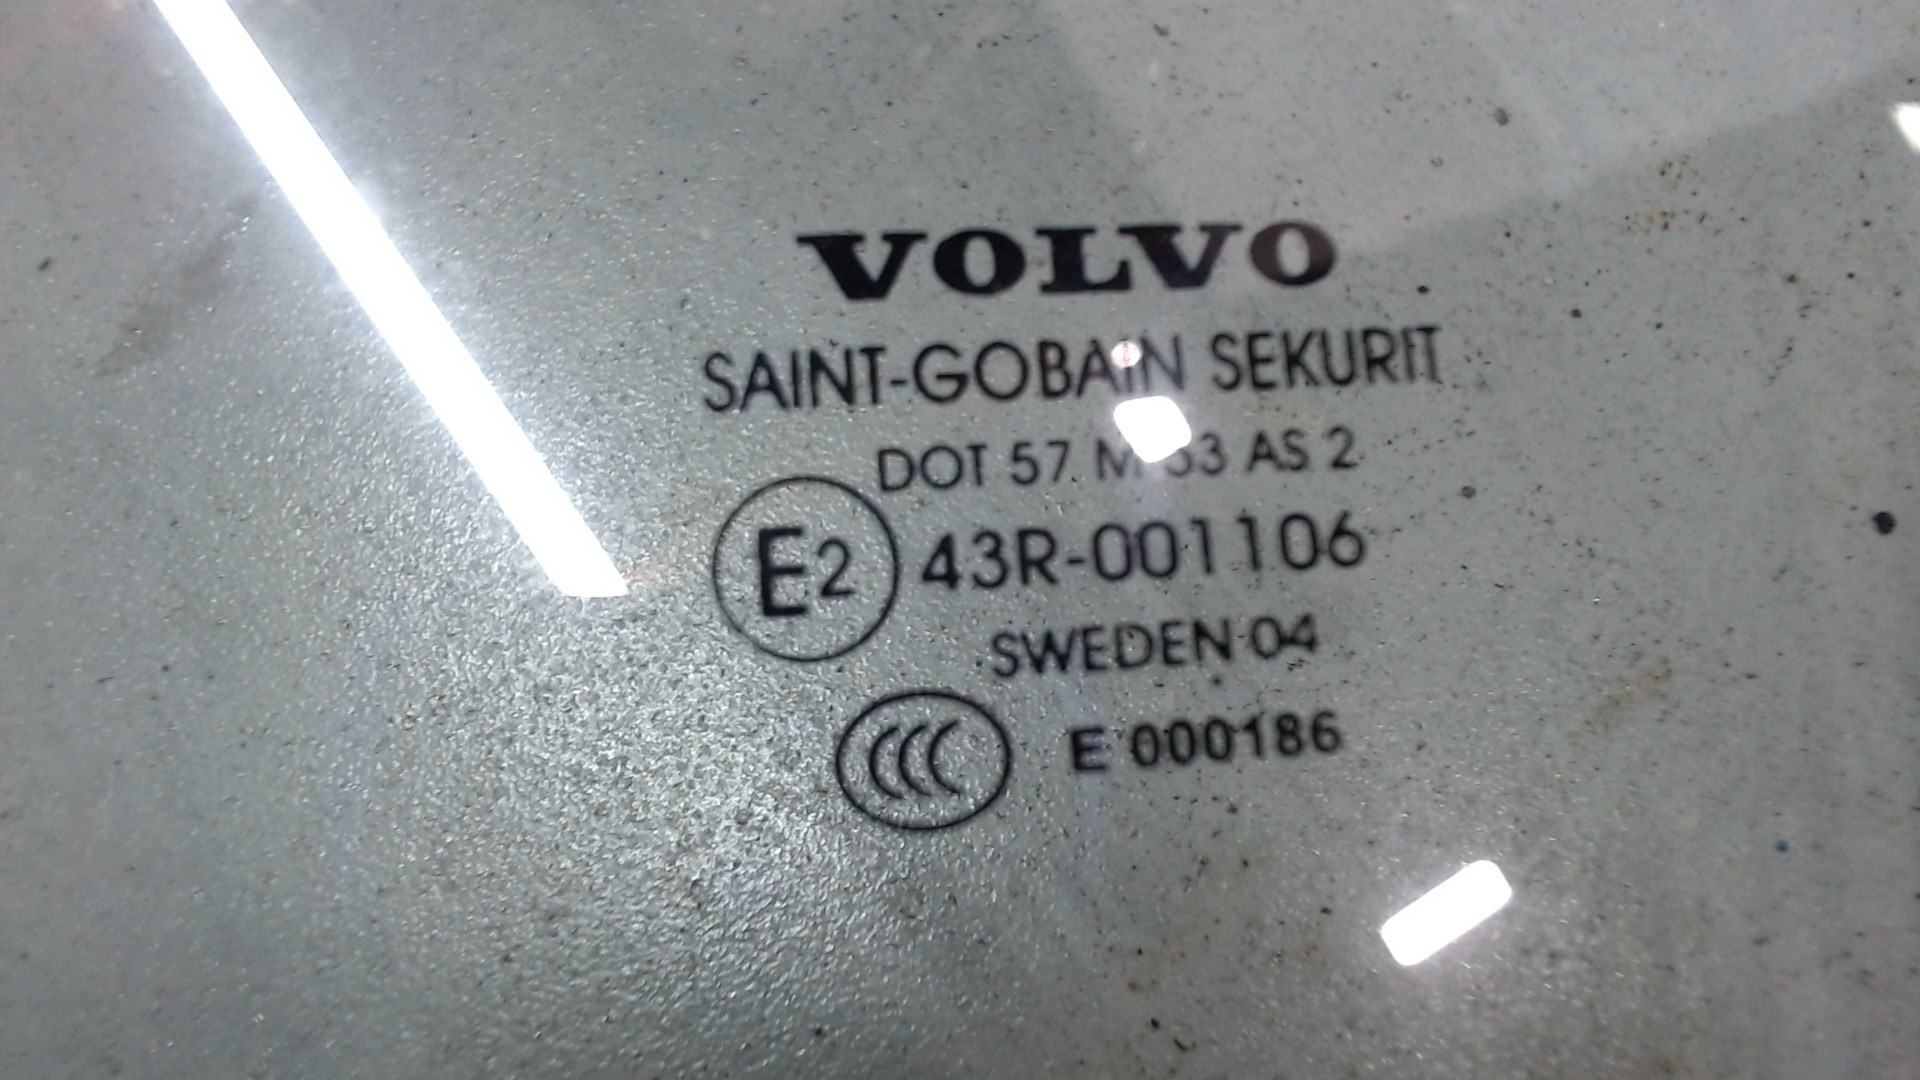 VOLVO
SAINT-GOBAIN SEKURIT
DOT 57 AS 2
E2 43R-001106
SWEDEN 04
CCC E 000186